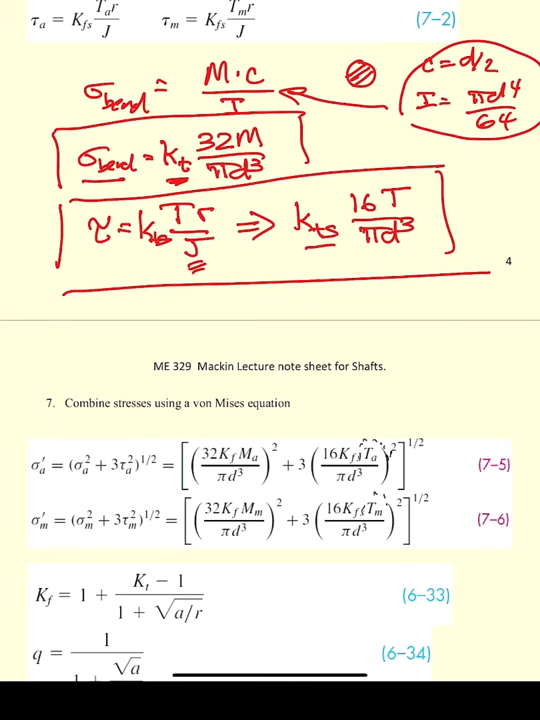 τa = Kfs Tar/J    τm = Kfs Tmr/J    (7–2)
σbend = M·c/I    c = d/2
I = πd⁴/64
σbend = kt 32M/πd³
τ = kts Tr/J ⇒ kts 16T/πd³
4
ME 329 Mackin Lecture note sheet for Shafts.
7. Combine stresses using a von Mises equation
σ′a = (σa² + 3τa²)^1/2 = [(32KfMa/πd³)² + 3(16KfsTa/πd³)²]^1/2    (7–5)
σ′m = (σm² + 3τm²)^1/2 = [(32KfMm/πd³)² + 3(16KfsTm/πd³)²]^1/2    (7–6)
Kf = 1 + (Kt − 1)/(1 + √a/r)    (6–33)
q = 1/(1 + √a    (6–34)